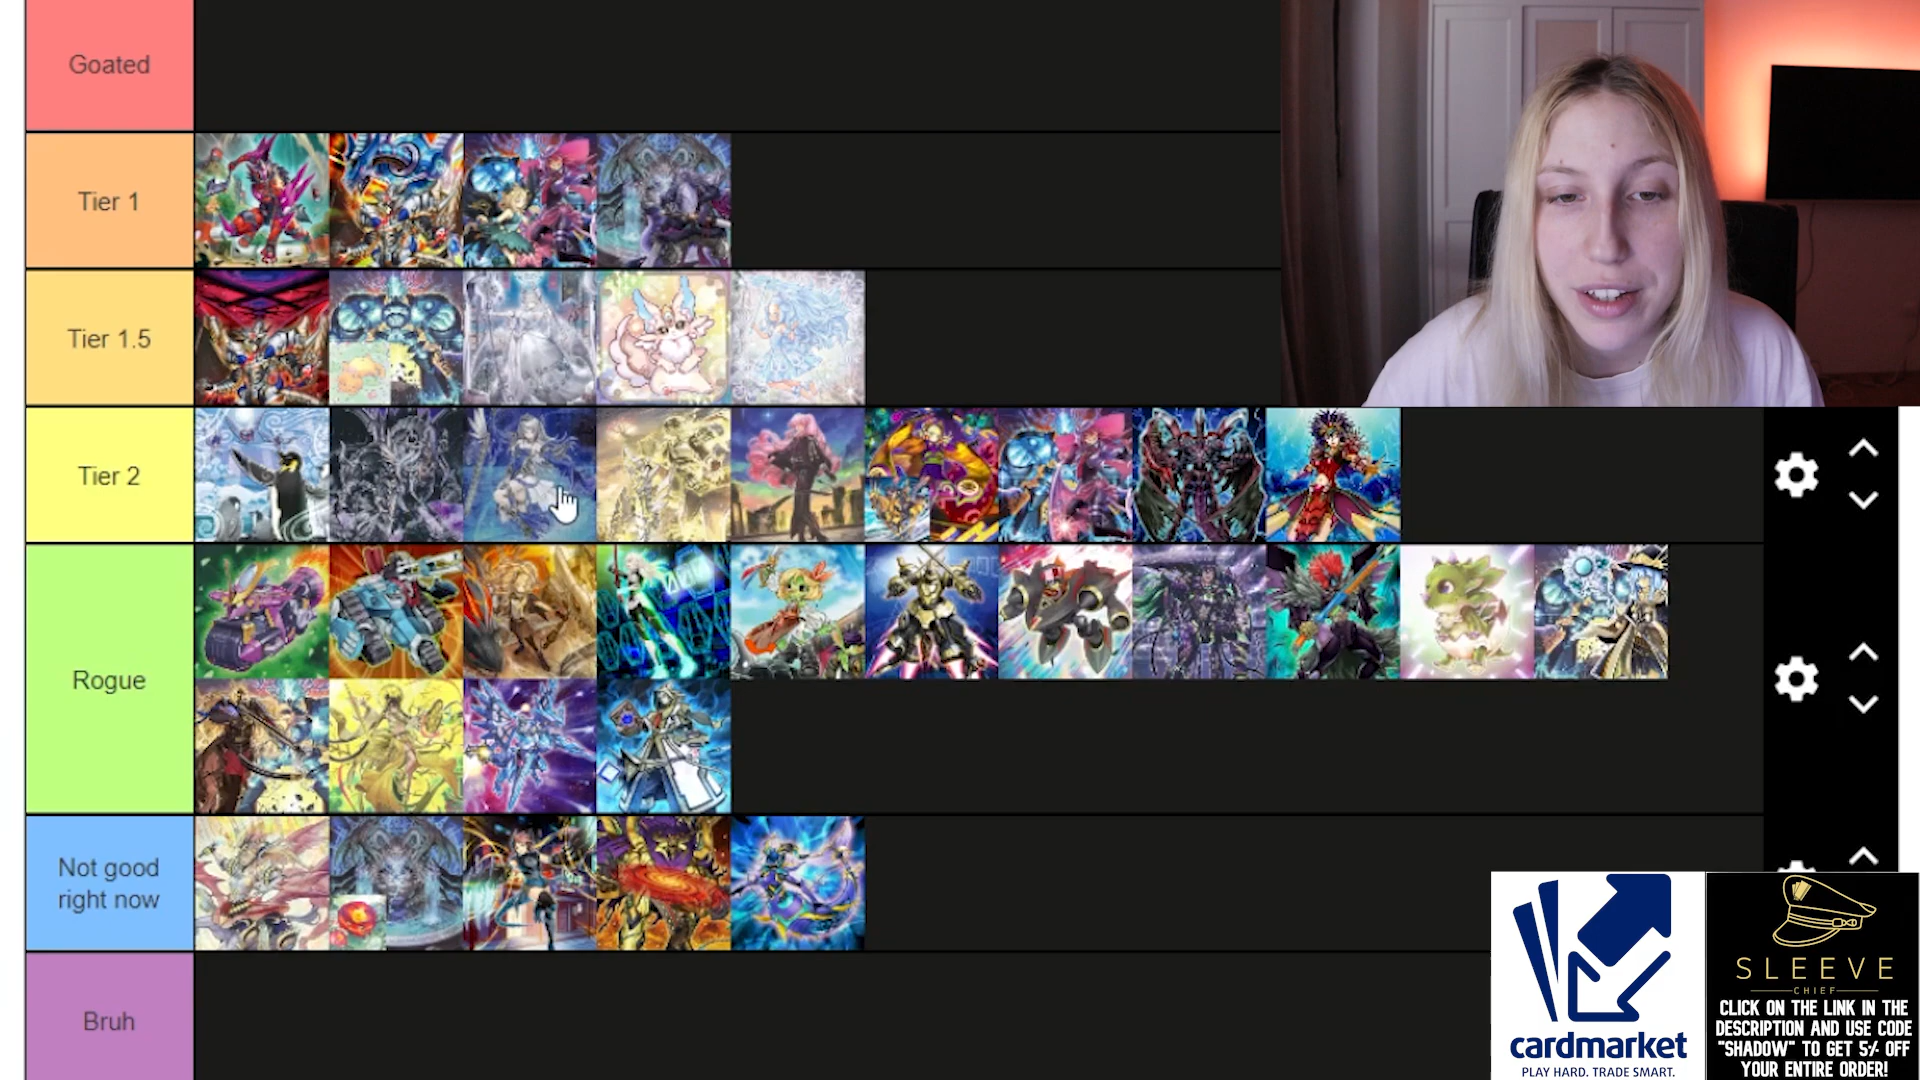 Goated
Tier 1
Tier 1.5
Tier 2
Rogue
Not good
right now
Bruh
cardmarket
PLAY HARD. TRADE SMART.
SLEEVE
CHIEF
CLICK ON THE LINK IN THE
DESCRIPTION AND USE CODE
"SHADOW" TO GET 5% OFF
YOUR ENTIRE ORDER!